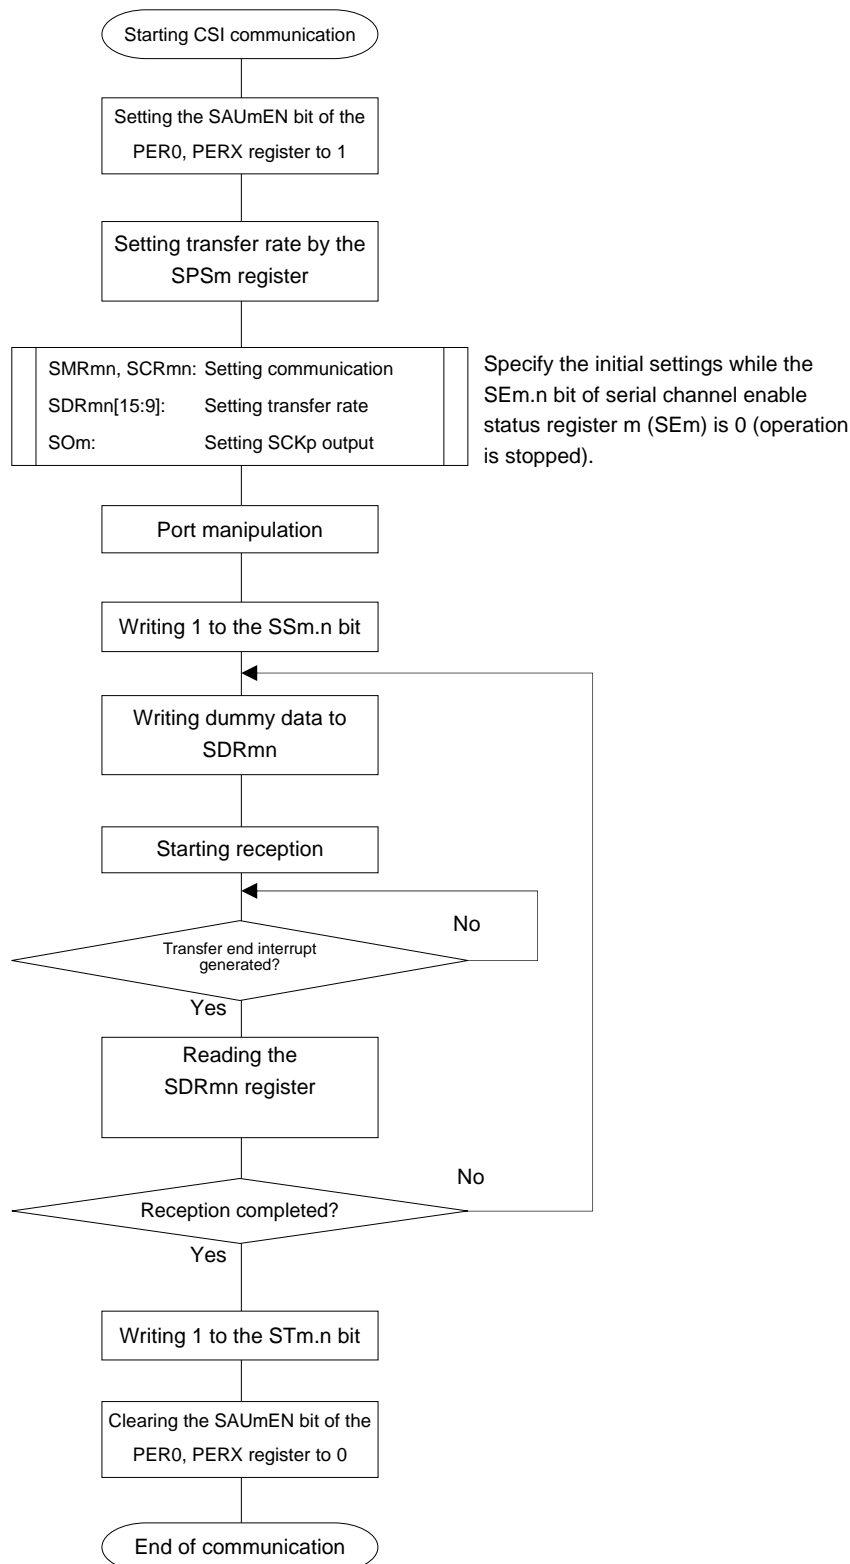 Starting CSI communication
Setting the SAUmEN bit of the
PER0, PERX register to 1
Setting transfer rate by the
SPSm register
SMRmn, SCRmn: Setting communication
SDRmn[15:9]: Setting transfer rate
SOm: Setting SCKp output
Specify the initial settings while the
SEm.n bit of serial channel enable
status register m (SEm) is 0 (operation
is stopped).
Port manipulation
Writing 1 to the SSm.n bit
Writing dummy data to
SDRmn
Starting reception
No
Transfer end interrupt
generated?
Yes
Reading the
SDRmn register
No
Reception completed?
Yes
Writing 1 to the STm.n bit
Clearing the SAUmEN bit of the
PER0, PERX register to 0
End of communication